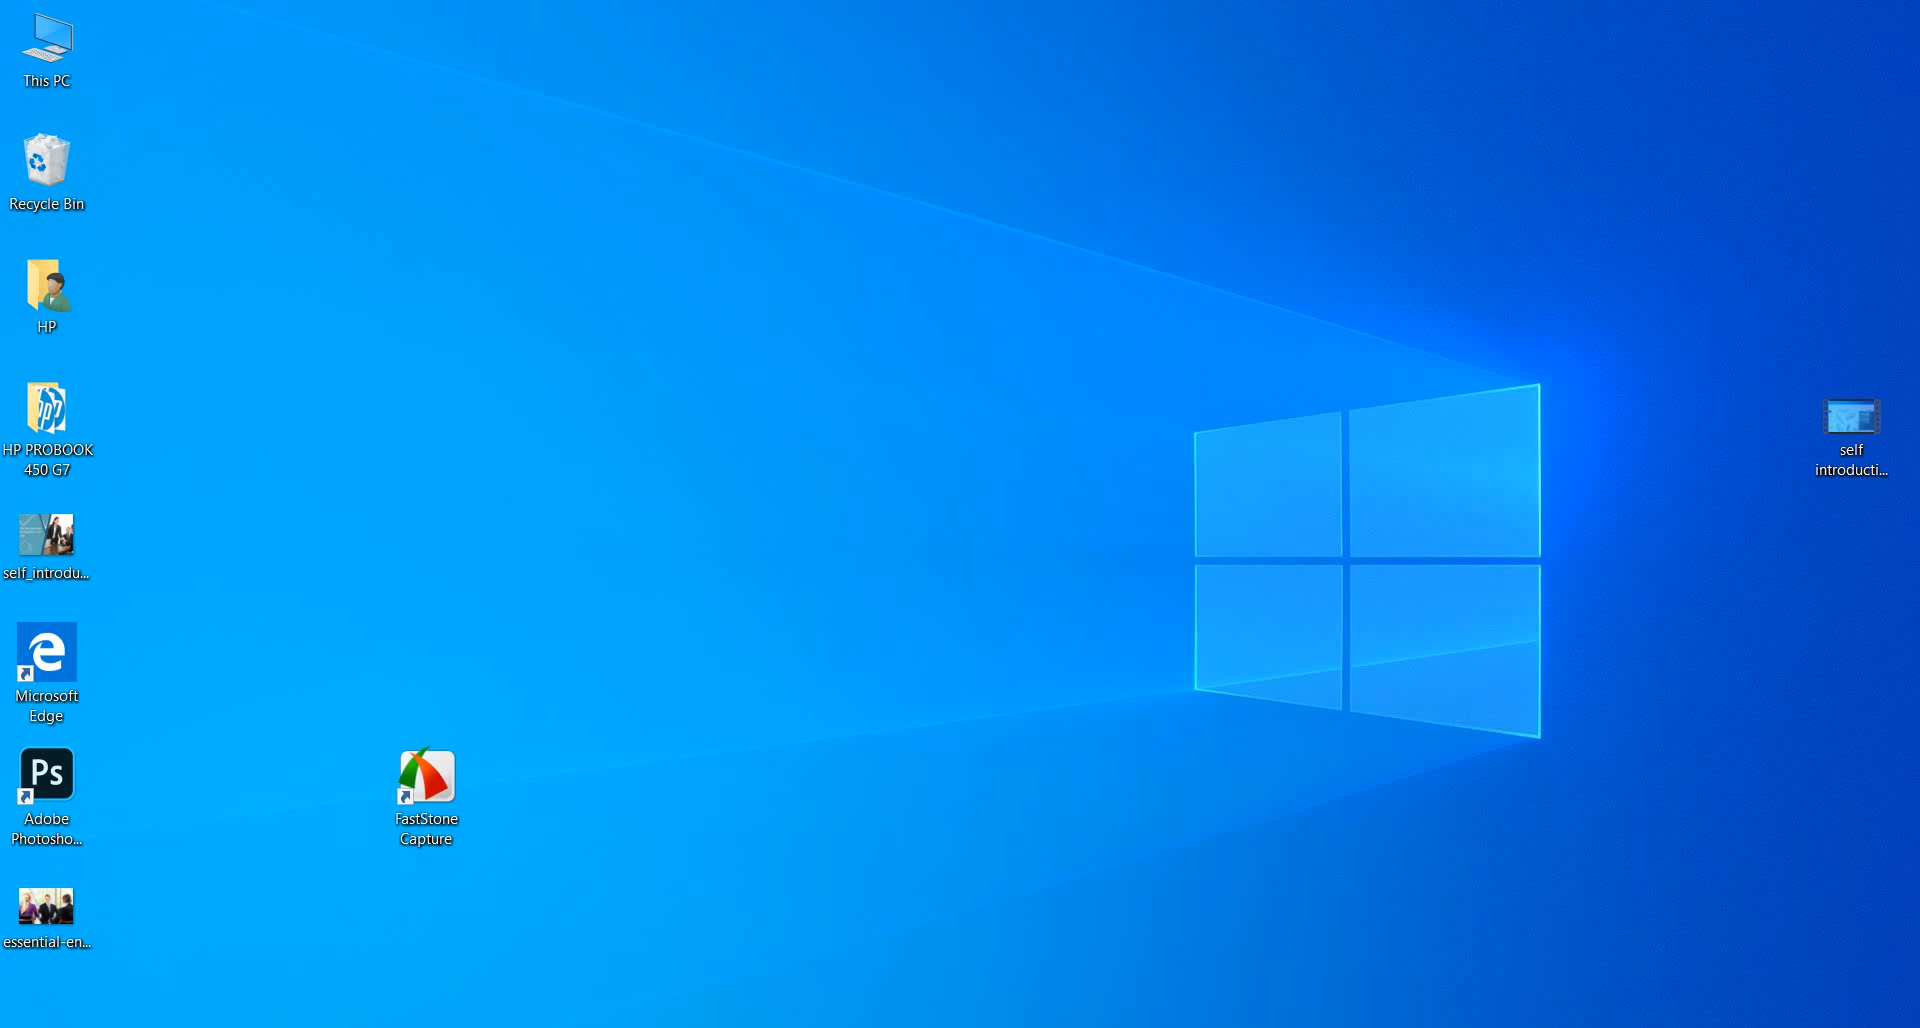 This PC
Recycle Bin
HP
HP PROBOOK
450 G7
self_introdu...
Microsoft
Edge
Ps
Adobe
Photosho...
essential-en...
FastStone
Capture
self
introducti...